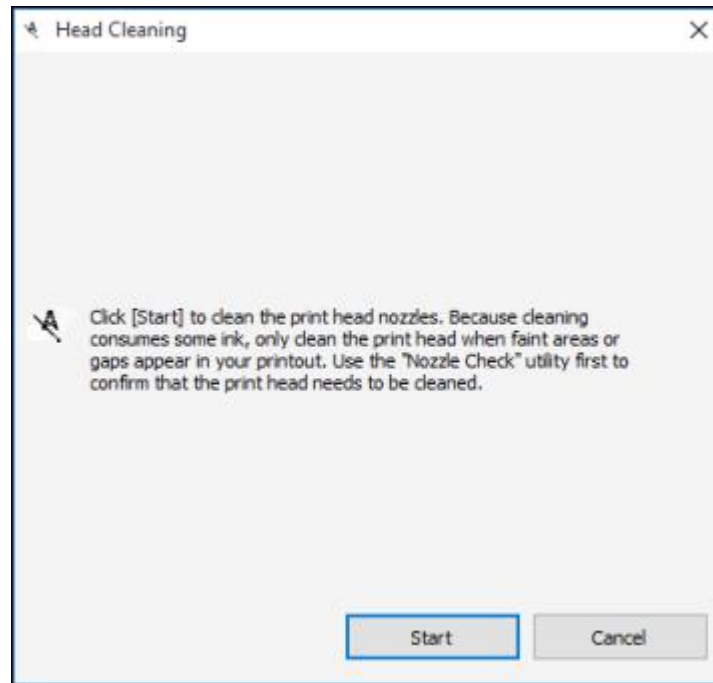 Head Cleaning
Click [Start] to clean the print head nozzles. Because cleaning
consumes some ink, only clean the print head when faint areas or
gaps appear in your printout. Use the "Nozzle Check" utility first to
confirm that the print head needs to be cleaned.
Start
Cancel